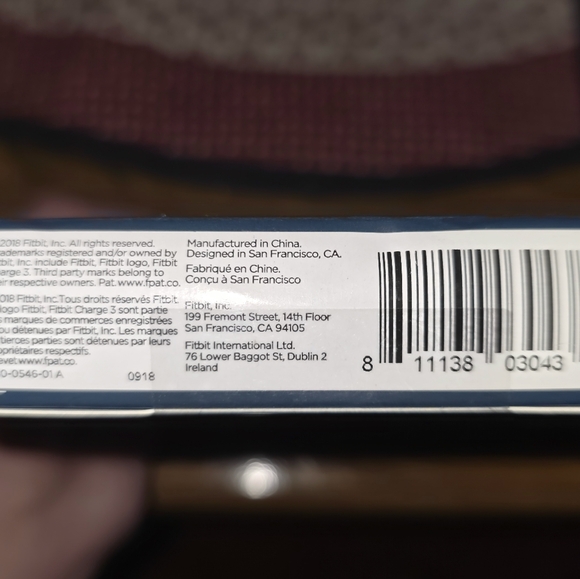 2018 Fitbit, Inc. All rights reserved.
ademarks registered and/or owned by
tbit, Inc. include Fitbit, Fitbit logo, Fitbit
arge 3. Third party marks belong to
eir respective owners. Pat. www.fpat.co.
018 Fitbit, Inc.Tous droits réservés Fitbit.
logo Fitbit, Fitbit Charge 3 sont partie
s marques de commerces enregistrées
ou détenues par Fitbit, Inc. Les marques
tierces parties sont détenues par leurs
opriétaires respectifs.
evet.www.fpat.co.
0-0546-01 A
0918
Manufactured in China.
Designed in San Francisco, CA.
Fabriqué en Chine.
Conçu à San Francisco
Fitbit, Inc.
199 Fremont Street, 14th Floor
San Francisco, CA 94105
Fitbit International Ltd.
76 Lower Baggot St, Dublin 2
Ireland
8 11138 03043